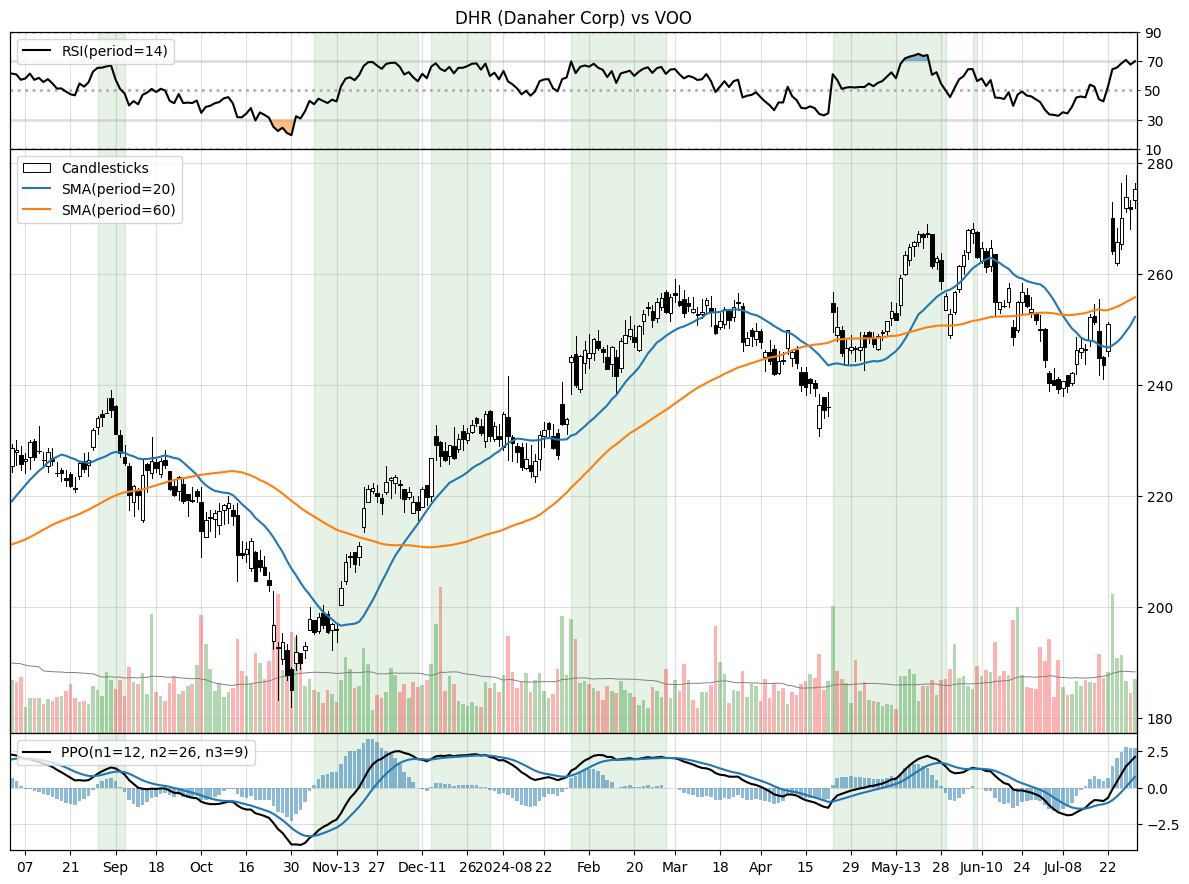 DHR (Danaher Corp) vs VOO
RSI(period=14)
90
70
50
30
10
Candlesticks
SMA(period=20)
SMA(period=60)
280
260
240
220
200
180
PPO(n1=12, n2=26, n3=9)
2.5
0.0
−2.5
07 21 Sep 18 Oct 16 30 Nov-13 27 Dec-11 26 2024-08 22 Feb 20 Mar 18 Apr 15 29 May-13 28 Jun-10 24 Jul-08 22